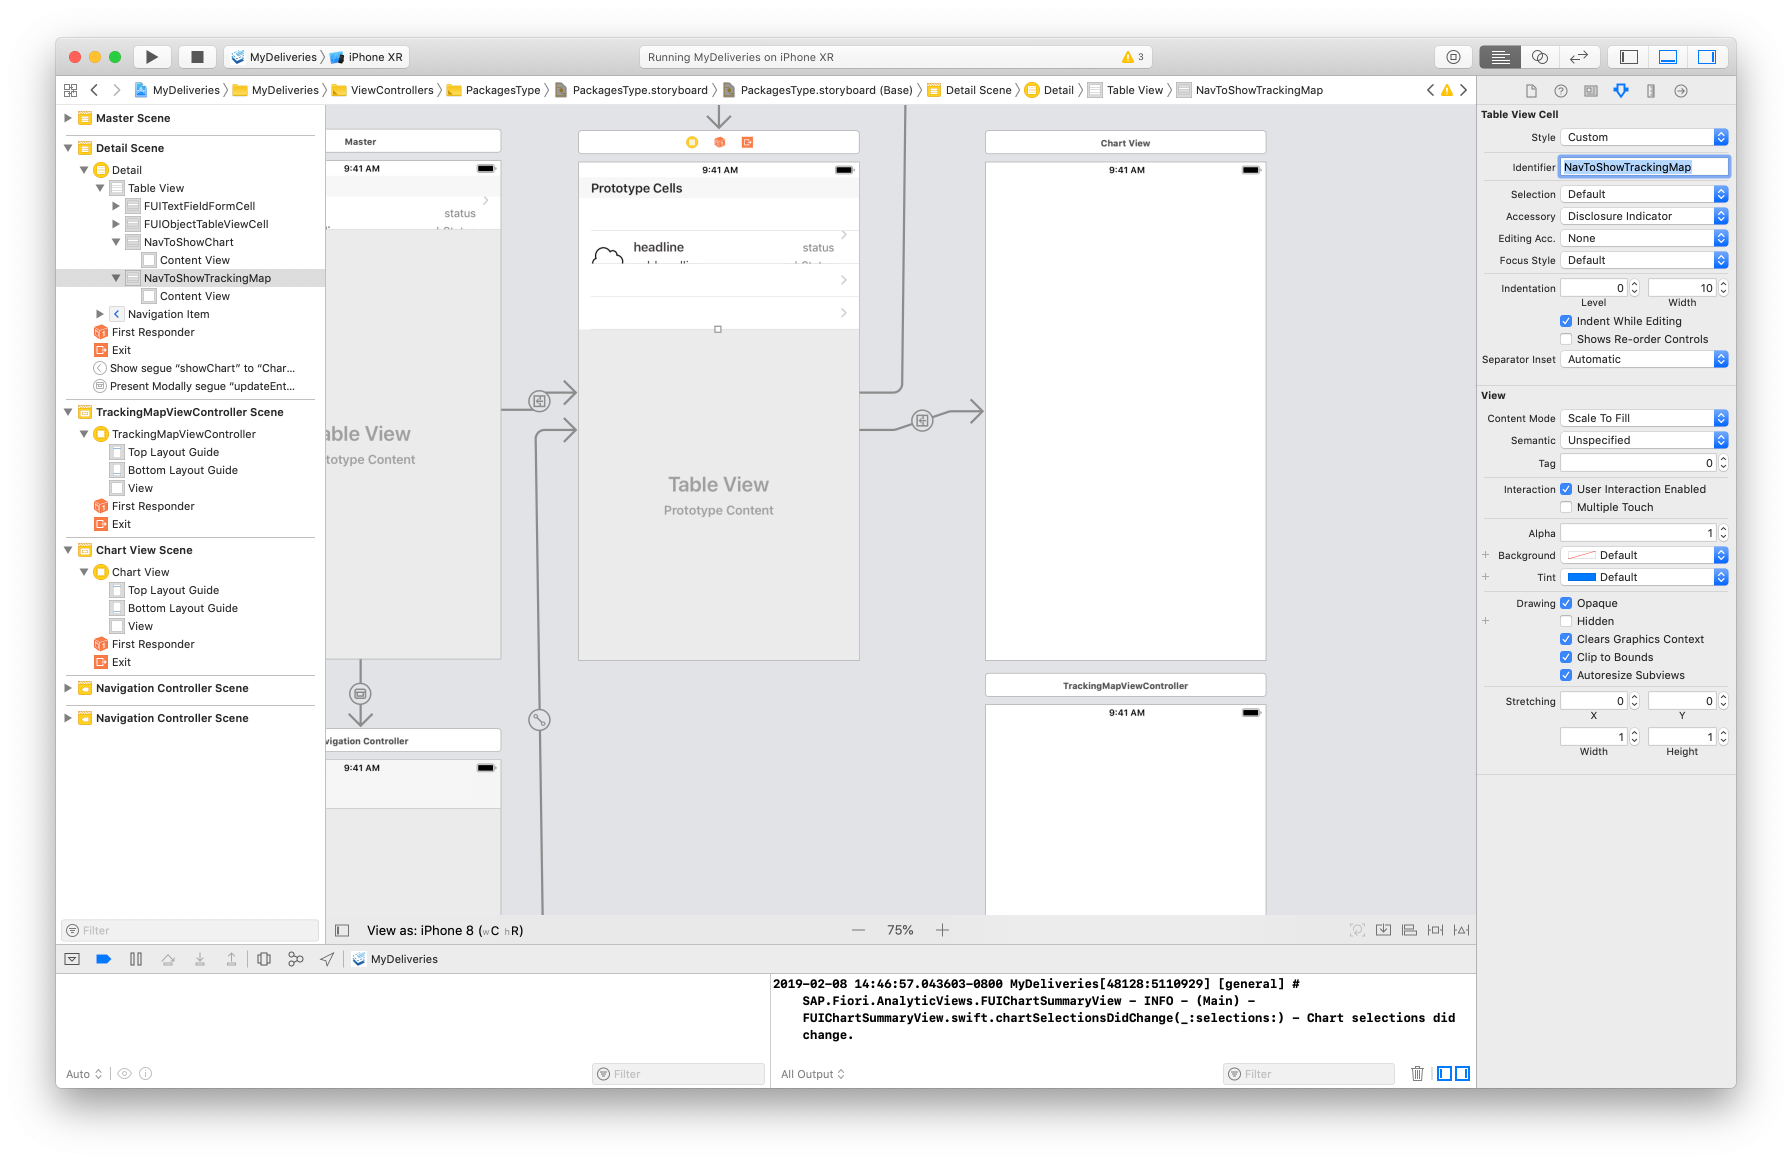 MyDeliveries
iPhone XR
Running MyDeliveries on iPhone XR
3
MyDeliveries
MyDeliveries
ViewControllers
PackagesType
PackagesType.storyboard
PackagesType.storyboard (Base)
Detail Scene
Detail
Table View
NavToShowTrackingMap
Master Scene
Detail Scene
Detail
Table View
FUITextFieldFormCell
FUIObjectTableViewCell
NavToShowChart
Content View
NavToShowTrackingMap
Content View
Navigation Item
First Responder
Exit
Show segue “showChart” to “Char...
Present Modally segue “updateEnt...
TrackingMapViewController Scene
TrackingMapViewController
Top Layout Guide
Bottom Layout Guide
View
First Responder
Exit
Chart View Scene
Chart View
Top Layout Guide
Bottom Layout Guide
View
First Responder
Exit
Navigation Controller Scene
Navigation Controller Scene
Filter
Master
9:41 AM
status
able View
totype Content
vigation Controller
9:41 AM
9:41 AM
Prototype Cells
headline
status
Table View
Prototype Content
Chart View
9:41 AM
TrackingMapViewController
9:41 AM
View as: iPhone 8 (wC hR)
75%
Table View Cell
Style Custom
Identifier NavToShowTrackingMap
Selection Default
Accessory Disclosure Indicator
Editing Acc. None
Focus Style Default
Indentation 0 10
Level Width
Indent While Editing
Shows Re-order Controls
Separator Inset Automatic
View
Content Mode Scale To Fill
Semantic Unspecified
Tag 0
Interaction User Interaction Enabled
Multiple Touch
Alpha 1
Background Default
Tint Default
Drawing Opaque
Hidden
Clears Graphics Context
Clip to Bounds
Autoresize Subviews
Stretching 0 0
X Y
1 1
Width Height
MyDeliveries
2019-02-08 14:46:57.043603-0800 MyDeliveries[48128:5110929] [general] #
SAP.Fiori.AnalyticViews.FUIChartSummaryView - INFO - (Main) -
FUIChartSummaryView.swift.chartSelectionsDidChange(_:selections:) - Chart selections did
change.
Auto
Filter
All Output
Filter